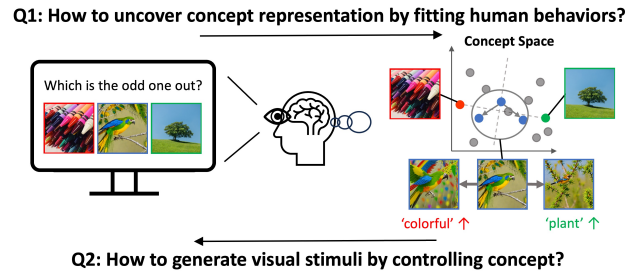 Q1: How to uncover concept representation by fitting human behaviors?
Concept Space
Which is the odd one out?
‘colorful’ ↑
‘plant’ ↑
Q2: How to generate visual stimuli by controlling concept?